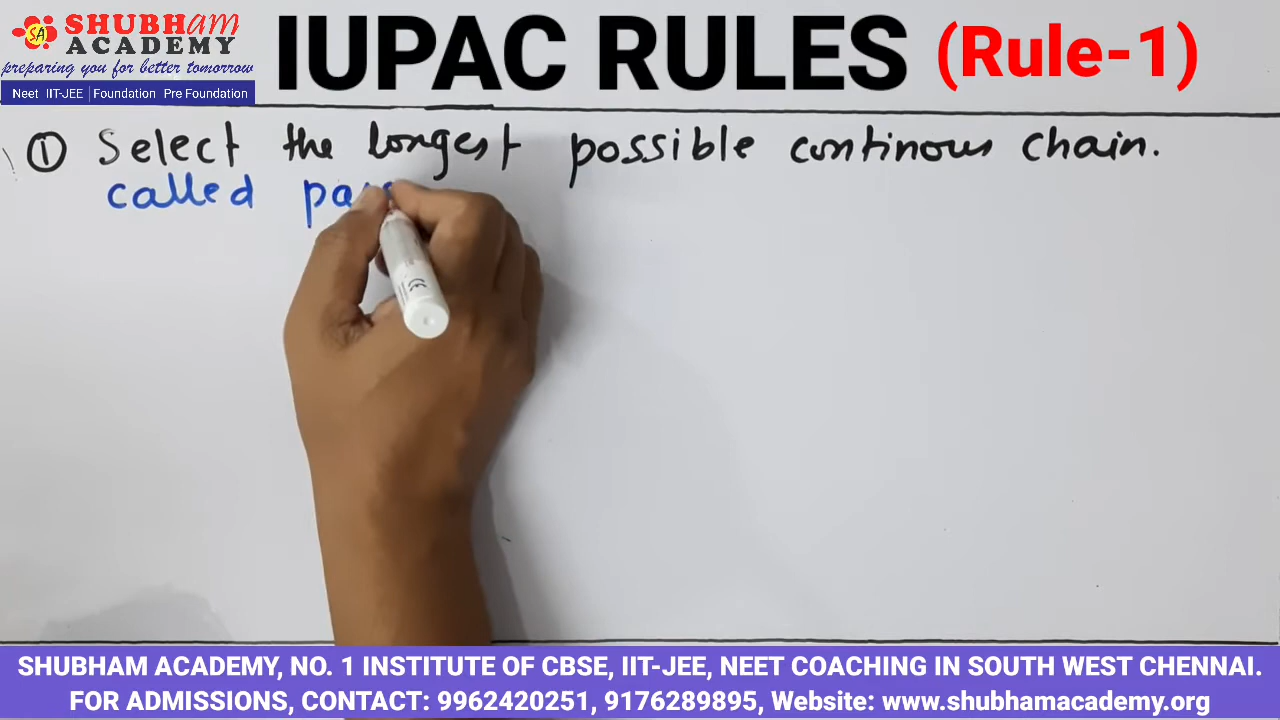 SHUBHAM
SA
ACADEMY
preparing you for better tomorrow
Neet IIT-JEE Foundation Pre Foundation
IUPAC RULES (Rule-1)
① Select the longest possible continous chain.
called
CE
SHUBHAM ACADEMY, NO. 1 INSTITUTE OF CBSE, IIT-JEE, NEET COACHING IN SOUTH WEST CHENNAI.
FOR ADMISSIONS, CONTACT: 9962420251, 9176289895, Website: www.shubhamacademy.org